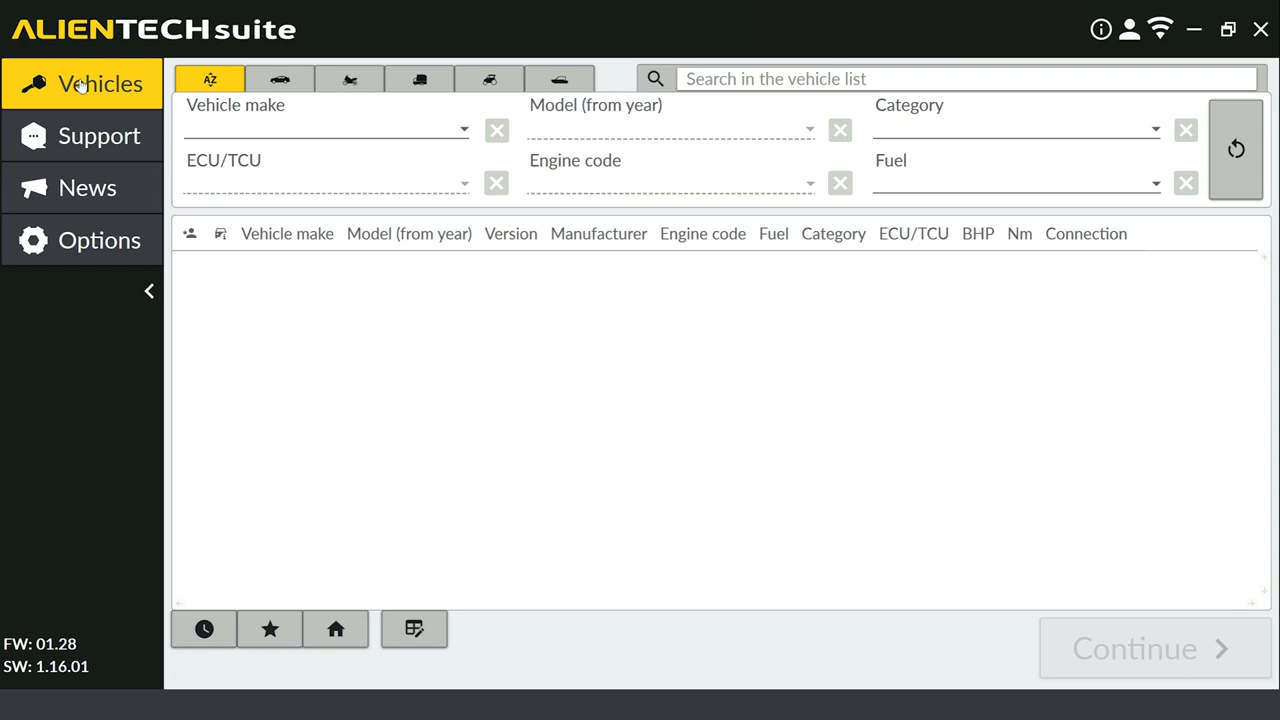 ALIENTECH suite
Vehicles
Support
News
Options
FW: 01.28
SW: 1.16.01
AZ
Search in the vehicle list
Vehicle make
Model (from year)
Category
ECU/TCU
Engine code
Fuel
Vehicle make Model (from year) Version Manufacturer Engine code Fuel Category ECU/TCU BHP Nm Connection
Continue